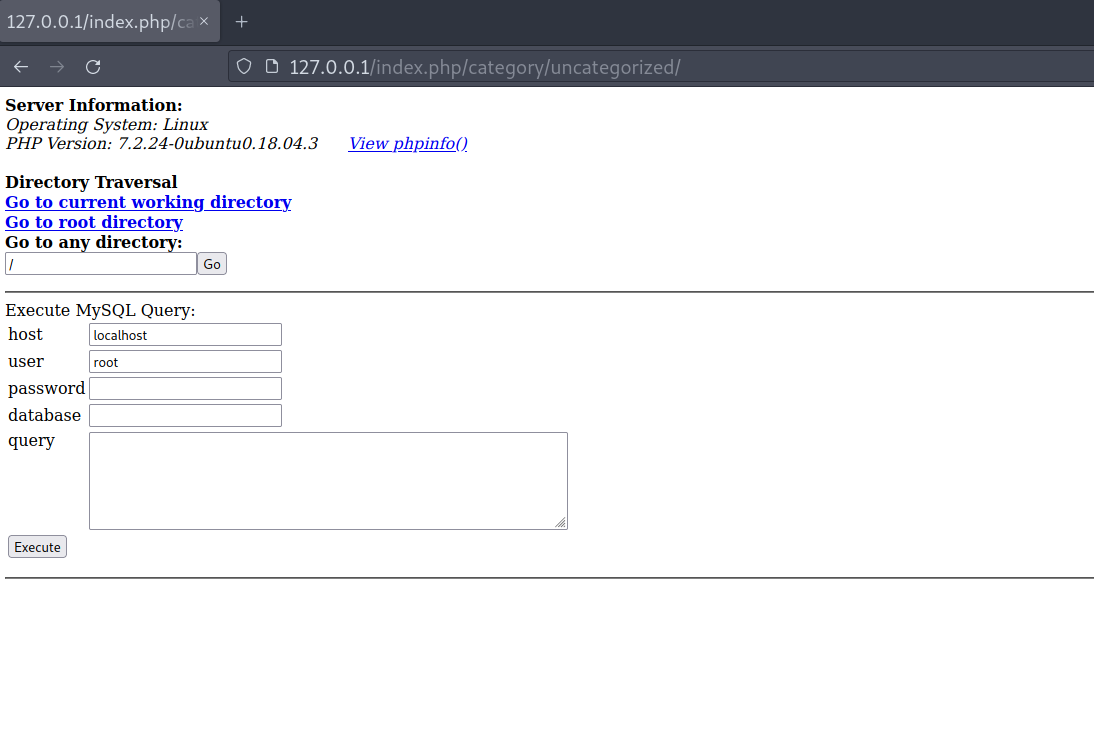 127.0.0.1/index.php/ca
127.0.0.1/index.php/category/uncategorized/
Server Information:
Operating System: Linux
PHP Version: 7.2.24-0ubuntu0.18.04.3 View phpinfo()
Directory Traversal
Go to current working directory
Go to root directory
Go to any directory:
/ Go
Execute MySQL Query:
host localhost
user root
password
database
query
Execute